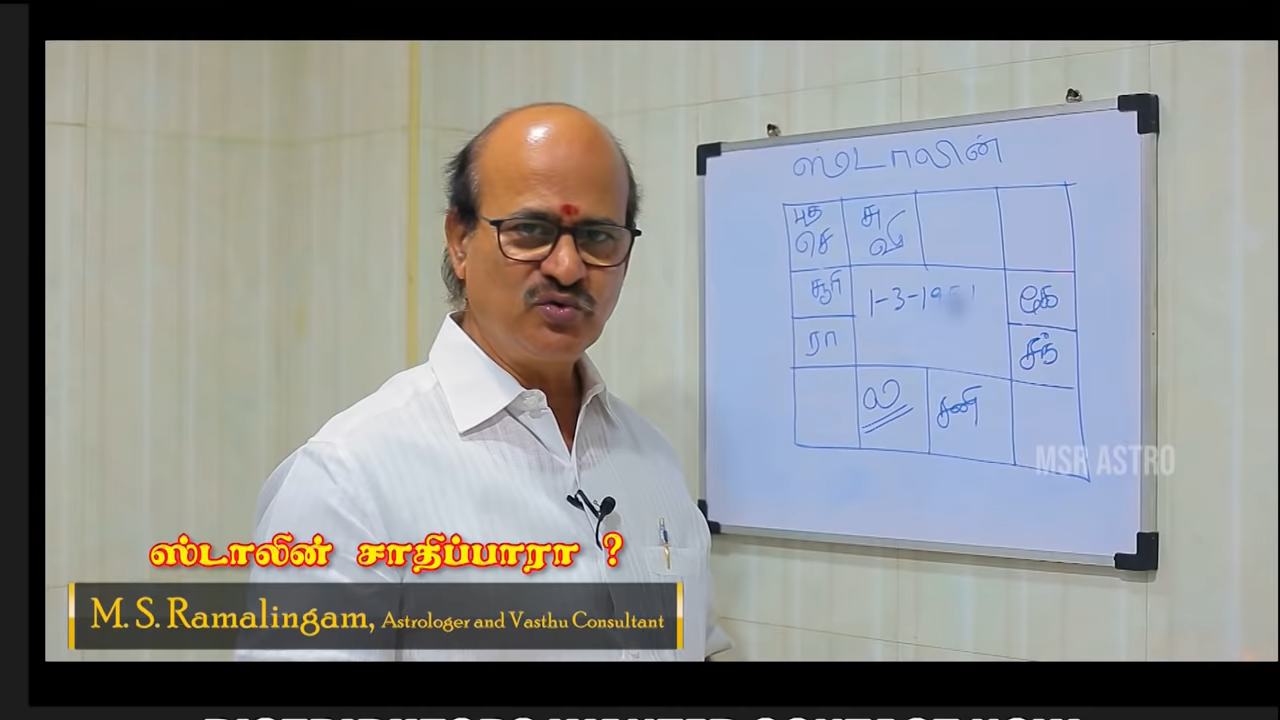 ஸ்டாலின்
புத
செ
சு
வி
சூரி
1-3-1951
கே
ரா
சந்
ல
சனி
MSR ASTRO
ஸ்டாலின் சாதிப்பாரா ?
M. S. Ramalingam, Astrologer and Vasthu Consultant